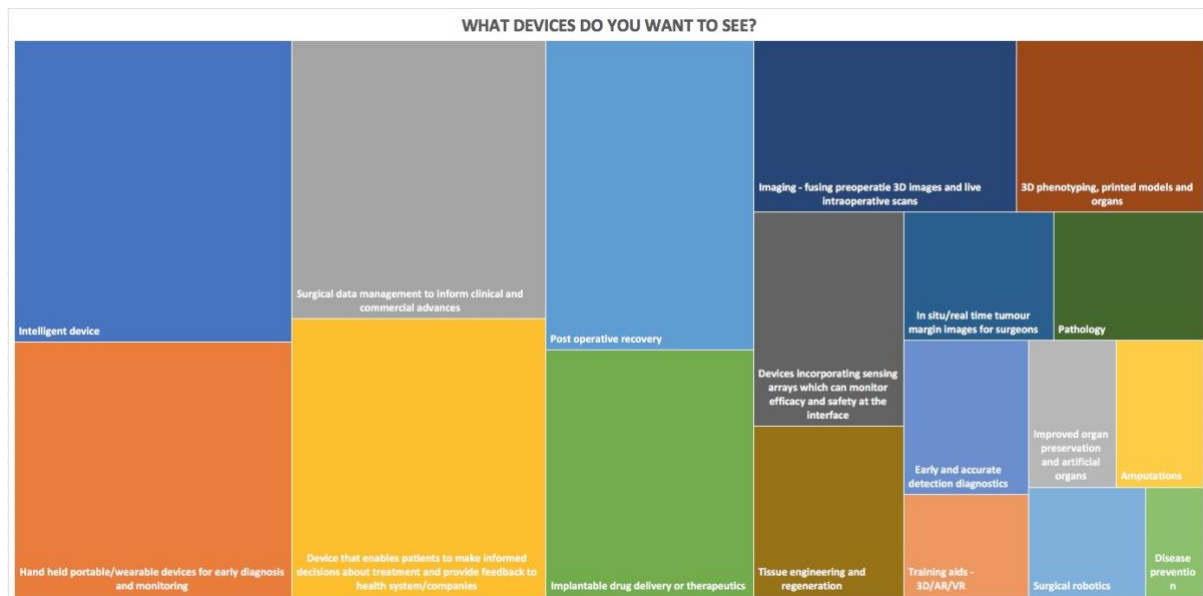 WHAT DEVICES DO YOU WANT TO SEE?
Intelligent device
Hand held portable/wearable devices for early diagnosis
and monitoring
Surgical data management to inform clinical and
commercial advances
Device that enables patients to make informed
decisions about treatment and provide feedback to
health system/companies
Post operative recovery
Implantable drug delivery or therapeutics
Imaging - fusing preoperatie 3D images and live
intraoperative scans
3D phenotyping, printed models and
organs
Devices incorporating sensing
arrays which can monitor
efficacy and safety at the
interface
Tissue engineering and
regeneration
In situ/real time tumour
margin images for surgeons
Pathology
Early and accurate
detection diagnostics
Improved organ
preservation
and artificial
organs
Amputations
Training aids -
3D/AR/VR
Surgical robotics
Disease
preventio
n